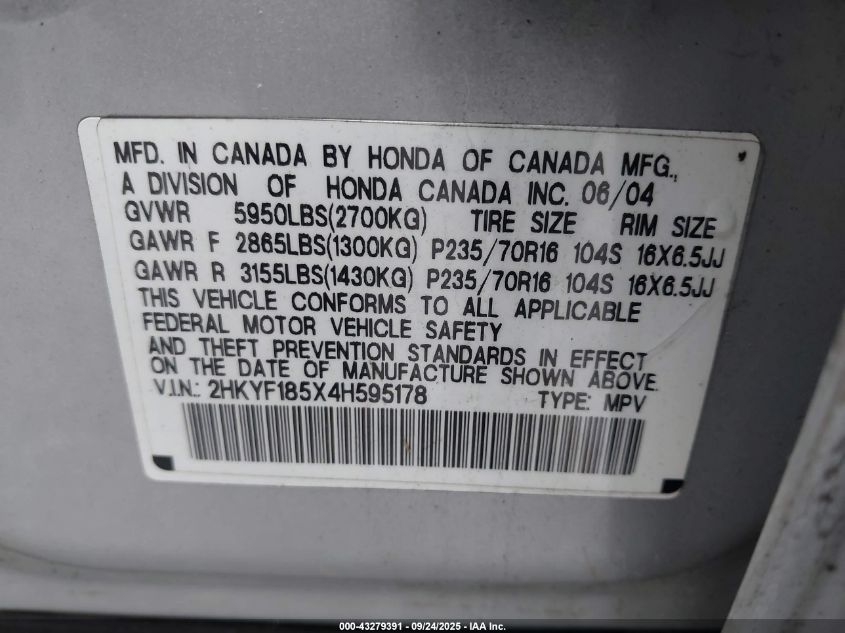 MFD. IN CANADA BY HONDA OF CANADA MFG.,
A DIVISION OF HONDA CANADA INC. 06/04
GVWR 5950LBS(2700KG) TIRE SIZE RIM SIZE
GAWR F 2865LBS(1300KG) P235/70R16 104S 16X6.5JJ
GAWR R 3155LBS(1430KG) P235/70R16 104S 16X6.5JJ
THIS VEHICLE CONFORMS TO ALL APPLICABLE
FEDERAL MOTOR VEHICLE SAFETY
AND THEFT PREVENTION STANDARDS IN EFFECT
ON THE DATE OF MANUFACTURE SHOWN ABOVE.
V.I.N.: 2HKYF185X4H595178 TYPE: MPV
000-43279391 - 09/24/2025 - IAA Inc.